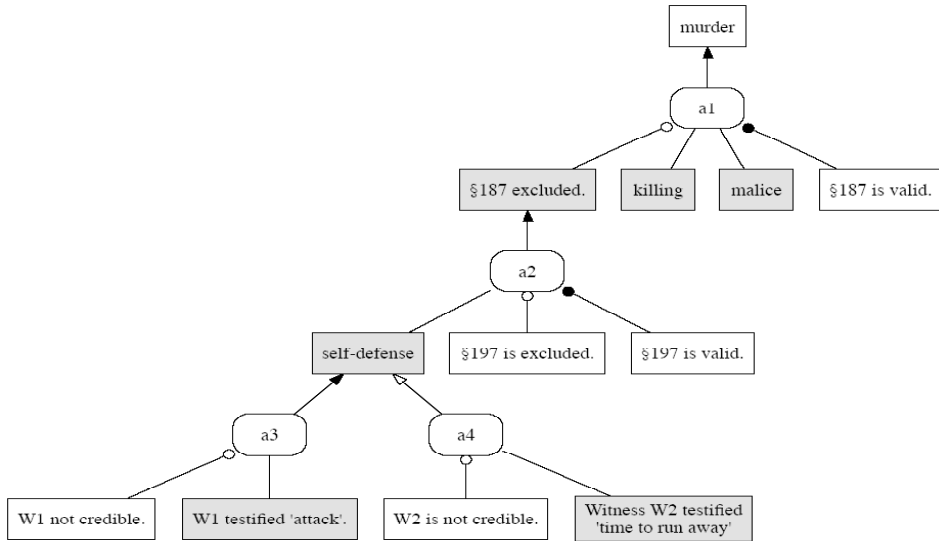 murder
a1
§187 excluded.
killing
malice
§187 is valid.
a2
self-defense
§197 is excluded.
§197 is valid.
a3
a4
W1 not credible.
W1 testified 'attack'.
W2 is not credible.
Witness W2 testified
'time to run away'